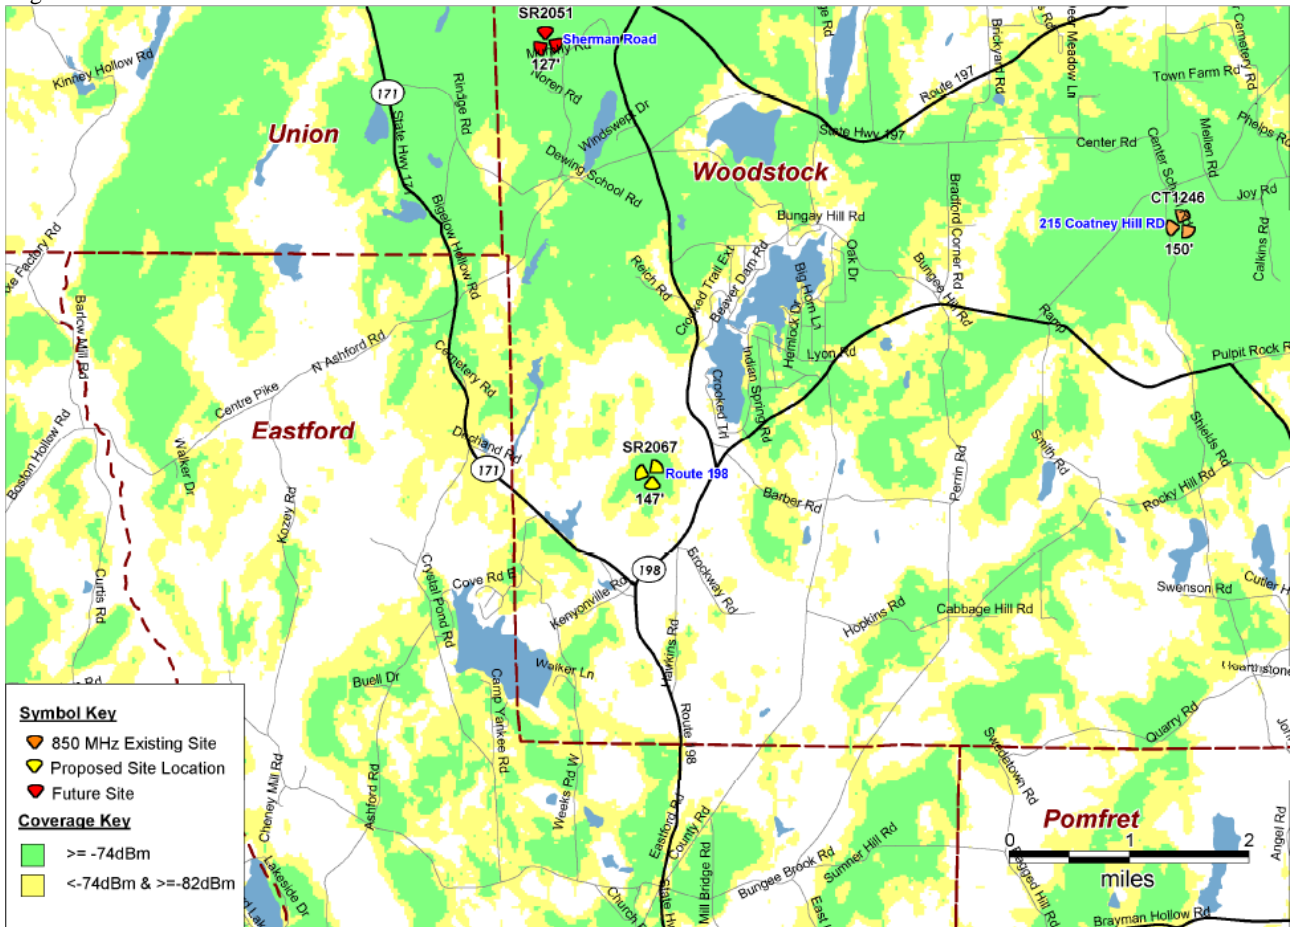 SR2051
Sherman Road
127'
Noren Rd
Kinney Hollow Rd
171
State Hwy 171
Rindge Rd
Union
Windswept Dr
Dewing School Rd
Woodstock
State Hwy 197
Route 197
Brickyard Rd
Deer Meadow Ln
Cemetery Rd
Town Farm Rd
Phelps Rd
Center Rd
Mellen Rd
Joy Rd
CT1246
215 Coatney Hill RD
150'
Calkins Rd
Bradford Corner Rd
Bungay Hill Rd
Bigelow Hollow Rd
Reich Rd
Crooked Trail Ext
Beaver Dam Rd
Big Horn Ln
Oak Dr
Bungee Hill Rd
Ramp
Hemlock Dr
Lyon Rd
Indian Spring Rd
Crooked Trl
Pulpit Rock R
Factory Rd
Barlow Mill Rd
N Ashford Rd
Centre Pike
Cemetery Rd
Eastford
Boston Hollow Rd
Walker Dr
171
SR2067
Route 198
147'
Barber Rd
Perrin Rd
Smith Rd
Shields Rd
Rocky Hill Rd
Kozey Rd
198
Brockway Rd
Cove Rd E
Kenyonville Rd
Crystal Pond Rd
Curtis Rd
Hopkins Rd
Cabbage Hill Rd
Swenson Rd
Cutler H
Walker Ln
Buell Dr
Camp Yankee Rd
Route 198
Quarry Rd
Swedetown Rd
Weeks Rd W
Ashford Rd
Cheney Mill Rd
Eastford Rd
County Rd
Mill Bridge Rd
Bungee Brook Rd
Sumner Hill Rd
Pomfret
Angel Rd
0 1 2
miles
Ragged Hill Rd
Brayman Hollow Rd
Church
State Hw
East
Lakeside Dr
Symbol Key
850 MHz Existing Site
Proposed Site Location
Future Site
Coverage Key
>= -74dBm
<-74dBm & >=-82dBm